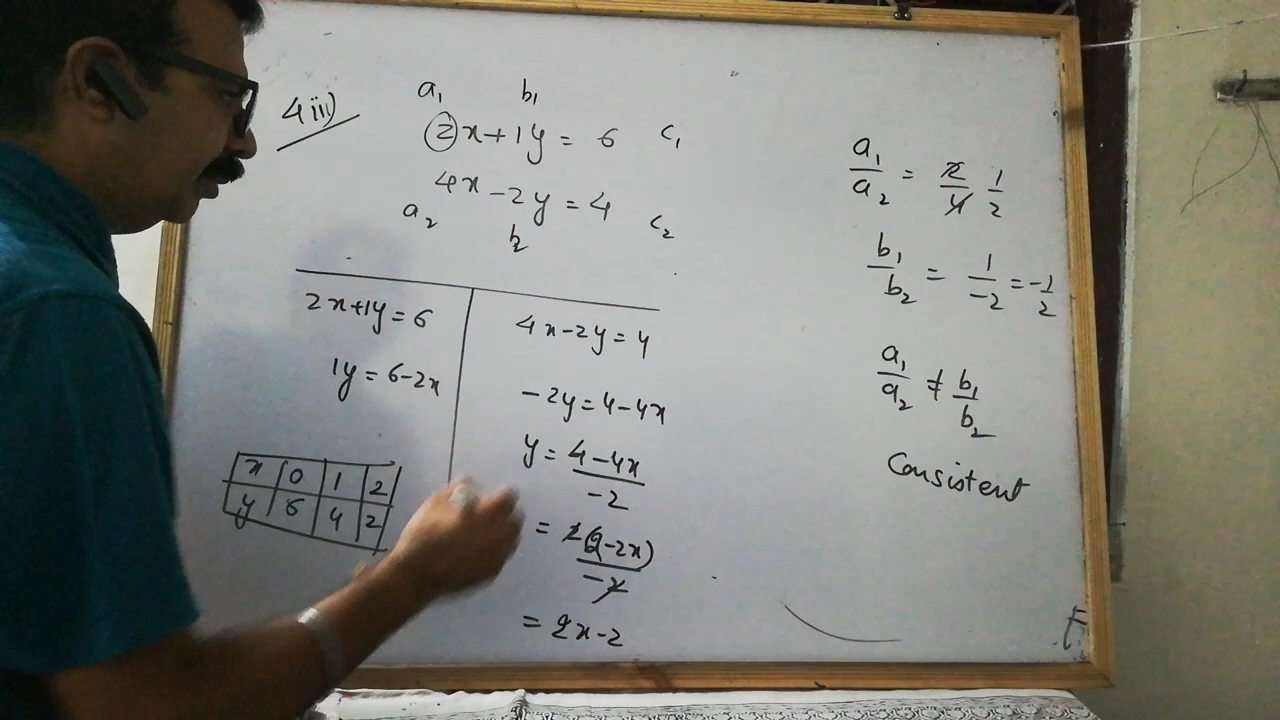 4 iii)
a₁ b₁
2x+1y = 6 c₁
4x-2y = 4
a₂ b₂ c₂
2x+1y = 6
1y = 6-2x
x 0 1 2
y 6 4 2
4x-2y = 4
-2y = 4-4x
y = 4-4x / -2
= 2(2-2x) / -2
= 2x-2
a₁/a₂ = 2/4 1/2
b₁/b₂ = 1/-2 = -1/2
a₁/a₂ ≠ b₁/b₂
Consistent
F